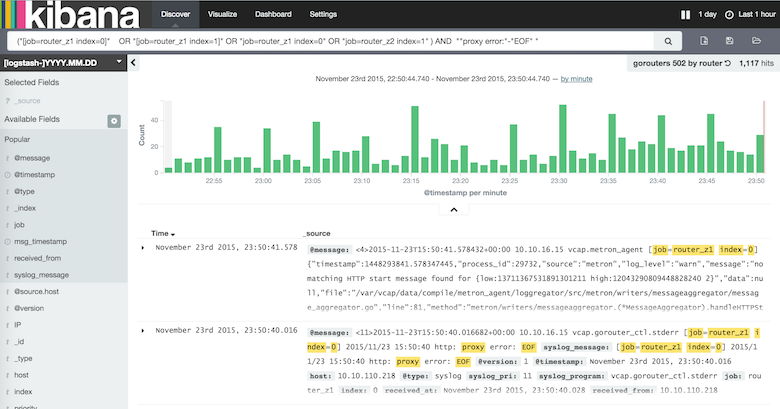 kibana Discover Visualize Dashboard Settings 1 day Last 1 hour
("[job=router_z1 index=0]" OR "[job=router_z1 index=1]" OR "job=router_z1 index=0" OR "job=router_z2 index=1" ) AND ""proxy error:"-"EOF" "
[logstash-]YYYY.MM.DD
gorouters 502 by router 1,117 hits
Selected Fields
? _source
Available Fields
Popular
t @message
@timestamp
t @type
t _index
t job
msg_timestamp
t received_from
t syslog_message
t @source.host
t @version
t IP
t _id
t _type
t host
t index
t priority
November 23rd 2015, 22:50:44.740 - November 23rd 2015, 23:50:44.740 — by minute
Count
40
20
0
22:55 23:00 23:05 23:10 23:15 23:20 23:25 23:30 23:35 23:40 23:45 23:50
@timestamp per minute
Time _source
November 23rd 2015, 23:50:41.578
@message: <4>2015-11-23T15:50:41.578432+00:00 10.10.16.15 vcap.metron_agent [job=router_z1 index=0]
{"timestamp":1448293841.578347445,"process_id":29732,"source":"metron","log_level":"warn","message":"no
matching HTTP start message found for {low:13711367531891301211 high:12043290809448828240 2}","data":nu
ll,"file":"/var/vcap/data/compile/metron_agent/loggregator/src/metron/writers/messageaggregator/messag
e_aggregator.go","line":81,"method":"metron/writers/messageaggregator.(*MessageAggregator).handleHTTPSt
November 23rd 2015, 23:50:40.016
@message: <11>2015-11-23T15:50:40.016682+00:00 10.10.16.15 vcap.gorouter_ctl.stderr [job=router_z1 i
ndex=0] 2015/11/23 15:50:40 http: proxy error: EOF syslog_message: [job=router_z1 index=0] 2015/1
1/23 15:50:40 http: proxy error: EOF @version: 1 @timestamp: November 23rd 2015, 23:50:40.016
host: 10.10.110.218 @type: syslog syslog_pri: 11 syslog_program: vcap.gorouter_ctl.stderr job: rou
ter_z1 index: 0 received_at: November 23rd 2015, 23:50:40.028 received_from: 10.10.110.218